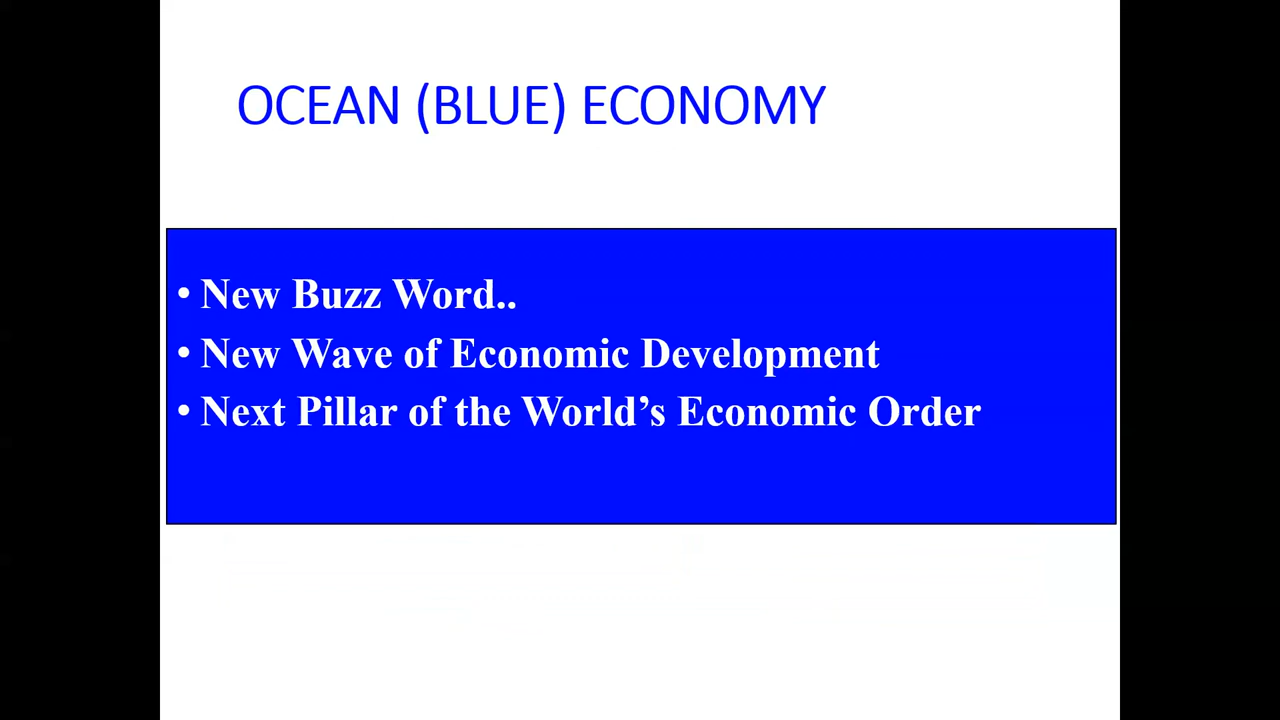 OCEAN (BLUE) ECONOMY
• New Buzz Word..
• New Wave of Economic Development
• Next Pillar of the World’s Economic Order